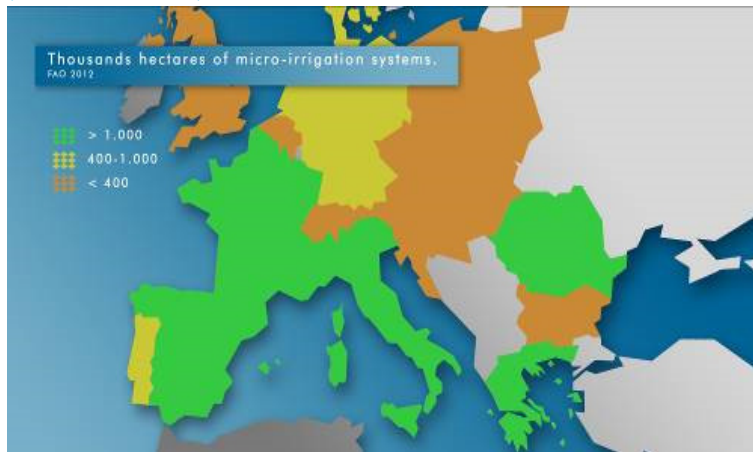 Thousands hectares of micro-irrigation systems.
FAO 2012
> 1.000
400-1.000
< 400